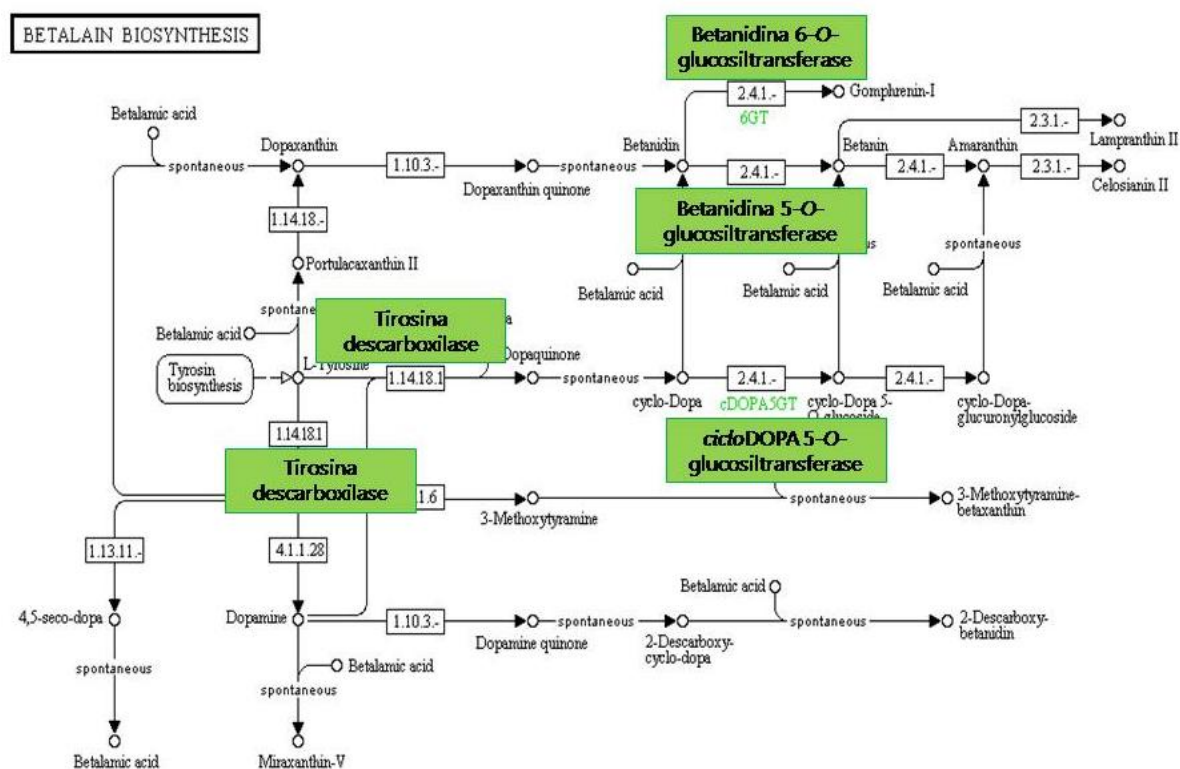 BETALAIN BIOSYNTHESIS
Betanidina 6-O-
glucosiltransferase
2.4.1.-
6GT
Gomphrenin-I
Betalamic acid
Dopaxanthin
spontaneous
1.10.3.-
Dopaxanthin quinone
spontaneous
Betanidin
2.4.1.-
Betanin
2.4.1.-
Amaranthin
2.3.1.-
Lampranthin II
2.3.1.-
Celosianin II
1.14.18.-
Betanidina 5-O-
glucosiltransferase
spontaneous
Portulacaxanthin II
Betalamic acid
Betalamic acid
Betalamic acid
Betalamic acid
Tirosina
descarboxilase
Dopaquinone
Tyrosin
biosynthesis
L-Tyrosine
1.14.18.1
spontaneous
cyclo-Dopa
2.4.1.-
cDOPA5GT
cyclo-Dopa 5-
O-glucoside
2.4.1.-
cyclo-Dopa-
glucuronylglucoside
1.14.18.1
Tirosina
descarboxilase
cicloDOPA 5-O-
glucosiltransferase
1.6
3-Methoxytyramine
spontaneous
3-Methoxytyramine-
betaxanthin
1.13.11.-
4.1.1.28
4,5-seco-dopa
Dopamine
1.10.3.-
Dopamine quinone
spontaneous
2-Descarboxy-
cyclo-dopa
Betalamic acid
spontaneous
2-Descarboxy-
betanidin
spontaneous
Betalamic acid
spontaneous
Betalamic acid
Miraxanthin-V